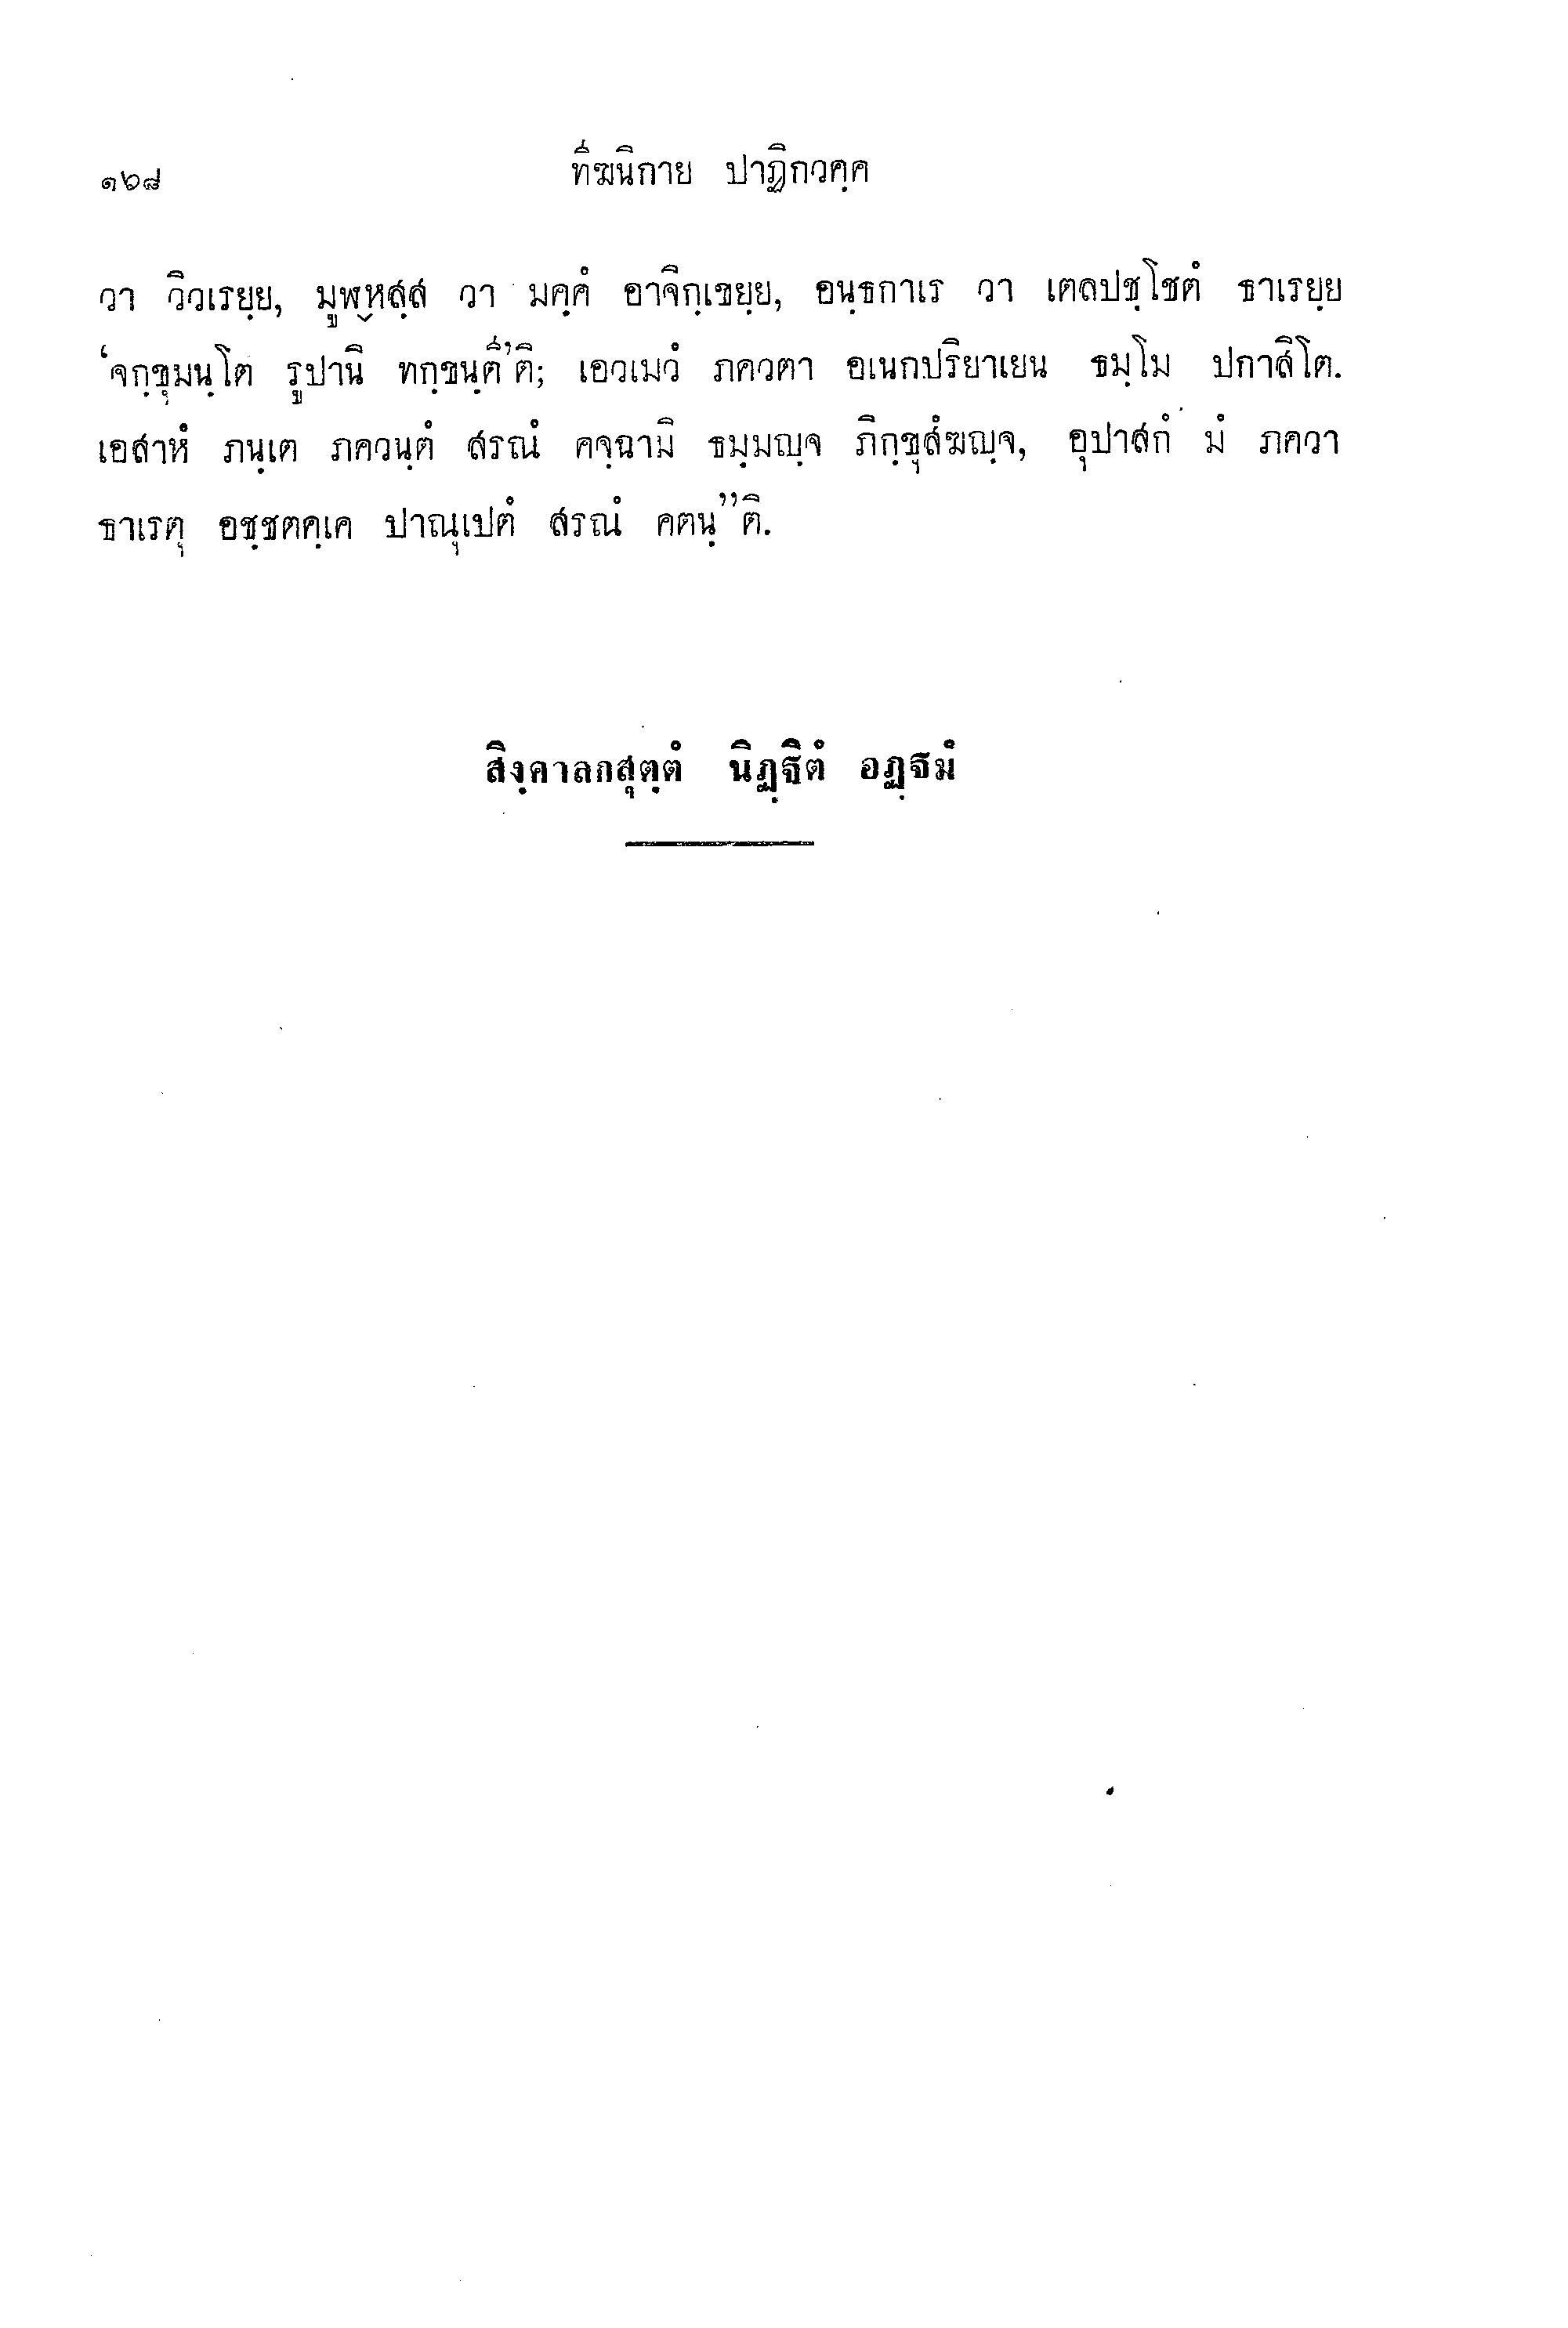 ๑๖๘ ทีฆนิกาย ปาฏิกวคฺค
วา วิวเรยฺย, มูฬฺหสฺส วา มคฺคํ อาจิกฺเขยฺย, อนฺธกาเร วา เตลปชฺโชตํ ธาเรยฺย
‘จกฺขุมนฺโต รูปานิ ทกฺขนฺตี’ติ; เอวเมวํ ภควตา อเนกปริยาเยน ธมฺโม ปกาสิโต.
เอสาหํ ภนฺเต ภควนฺตํ สรณํ คจฺฉามิ ธมฺมญฺจ ภิกฺขุสํฆญฺจ, อุปาสกํ มํ ภควา
ธาเรตุ อชฺชตคฺเค ปาณุเปตํ สรณํ คตนฺ”ติ.
สิงฺคาลกสุตฺตํ นิฏฺฐิตํ อฏฺฐมํ